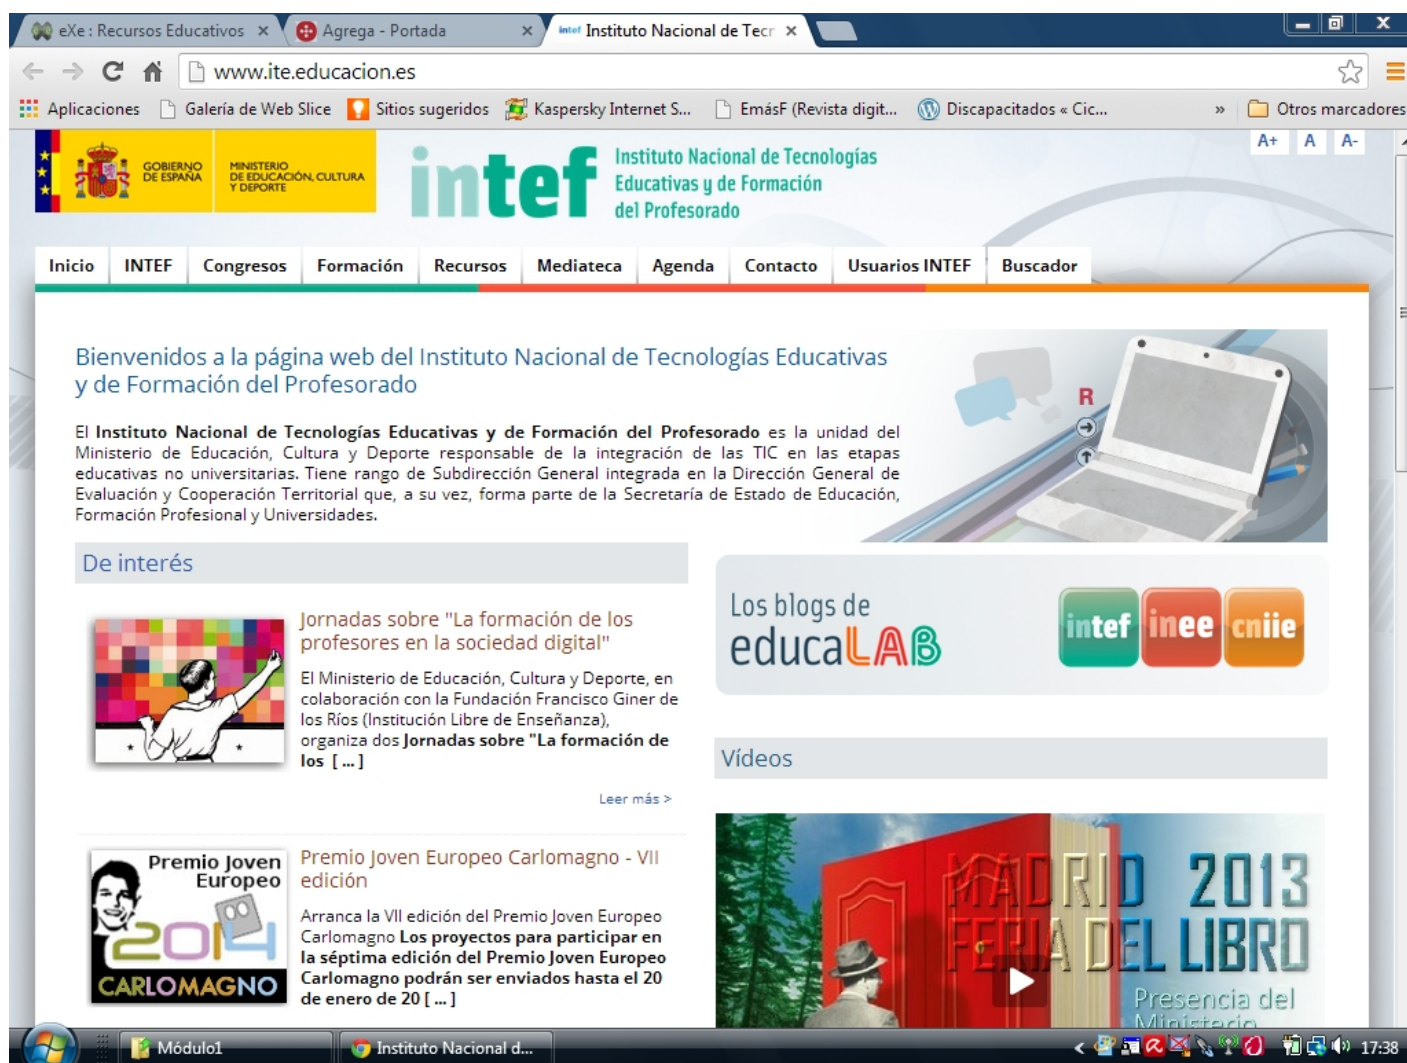 eXe : Recursos Educativos
Agrega - Portada
intef Instituto Nacional de Tecr
www.ite.educacion.es
Aplicaciones Galería de Web Slice Sitios sugeridos Kaspersky Internet S... EmásF (Revista digit... Discapacitados « Cic... » Otros marcadores
A+ A A-
GOBIERNO
DE ESPAÑA
MINISTERIO
DE EDUCACIÓN, CULTURA
Y DEPORTE
intef
Instituto Nacional de Tecnologías
Educativas y de Formación
del Profesorado
Inicio INTEF Congresos Formación Recursos Mediateca Agenda Contacto Usuarios INTEF Buscador
Bienvenidos a la página web del Instituto Nacional de Tecnologías Educativas
y de Formación del Profesorado
El Instituto Nacional de Tecnologías Educativas y de Formación del Profesorado es la unidad del
Ministerio de Educación, Cultura y Deporte responsable de la integración de las TIC en las etapas
educativas no universitarias. Tiene rango de Subdirección General integrada en la Dirección General de
Evaluación y Cooperación Territorial que, a su vez, forma parte de la Secretaría de Estado de Educación,
Formación Profesional y Universidades.
R
De interés
Jornadas sobre "La formación de los
profesores en la sociedad digital"
El Ministerio de Educación, Cultura y Deporte, en
colaboración con la Fundación Francisco Giner de
los Ríos (Institución Libre de Enseñanza),
organiza dos Jornadas sobre "La formación de
los [ ... ]
Leer más >
Premio Joven
Europeo
2014
CARLOMAGNO
Premio Joven Europeo Carlomagno - VII
edición
Arranca la VII edición del Premio Joven Europeo
Carlomagno Los proyectos para participar en
la séptima edición del Premio Joven Europeo
Carlomagno podrán ser enviados hasta el 20
de enero de 20 [ ... ]
Los blogs de
educaLAB
intef inee cniie
Vídeos
MADRID 2013
FERIA DEL LIBRO
Presencia del
Ministerio
Módulo1
Instituto Nacional d...
17:38